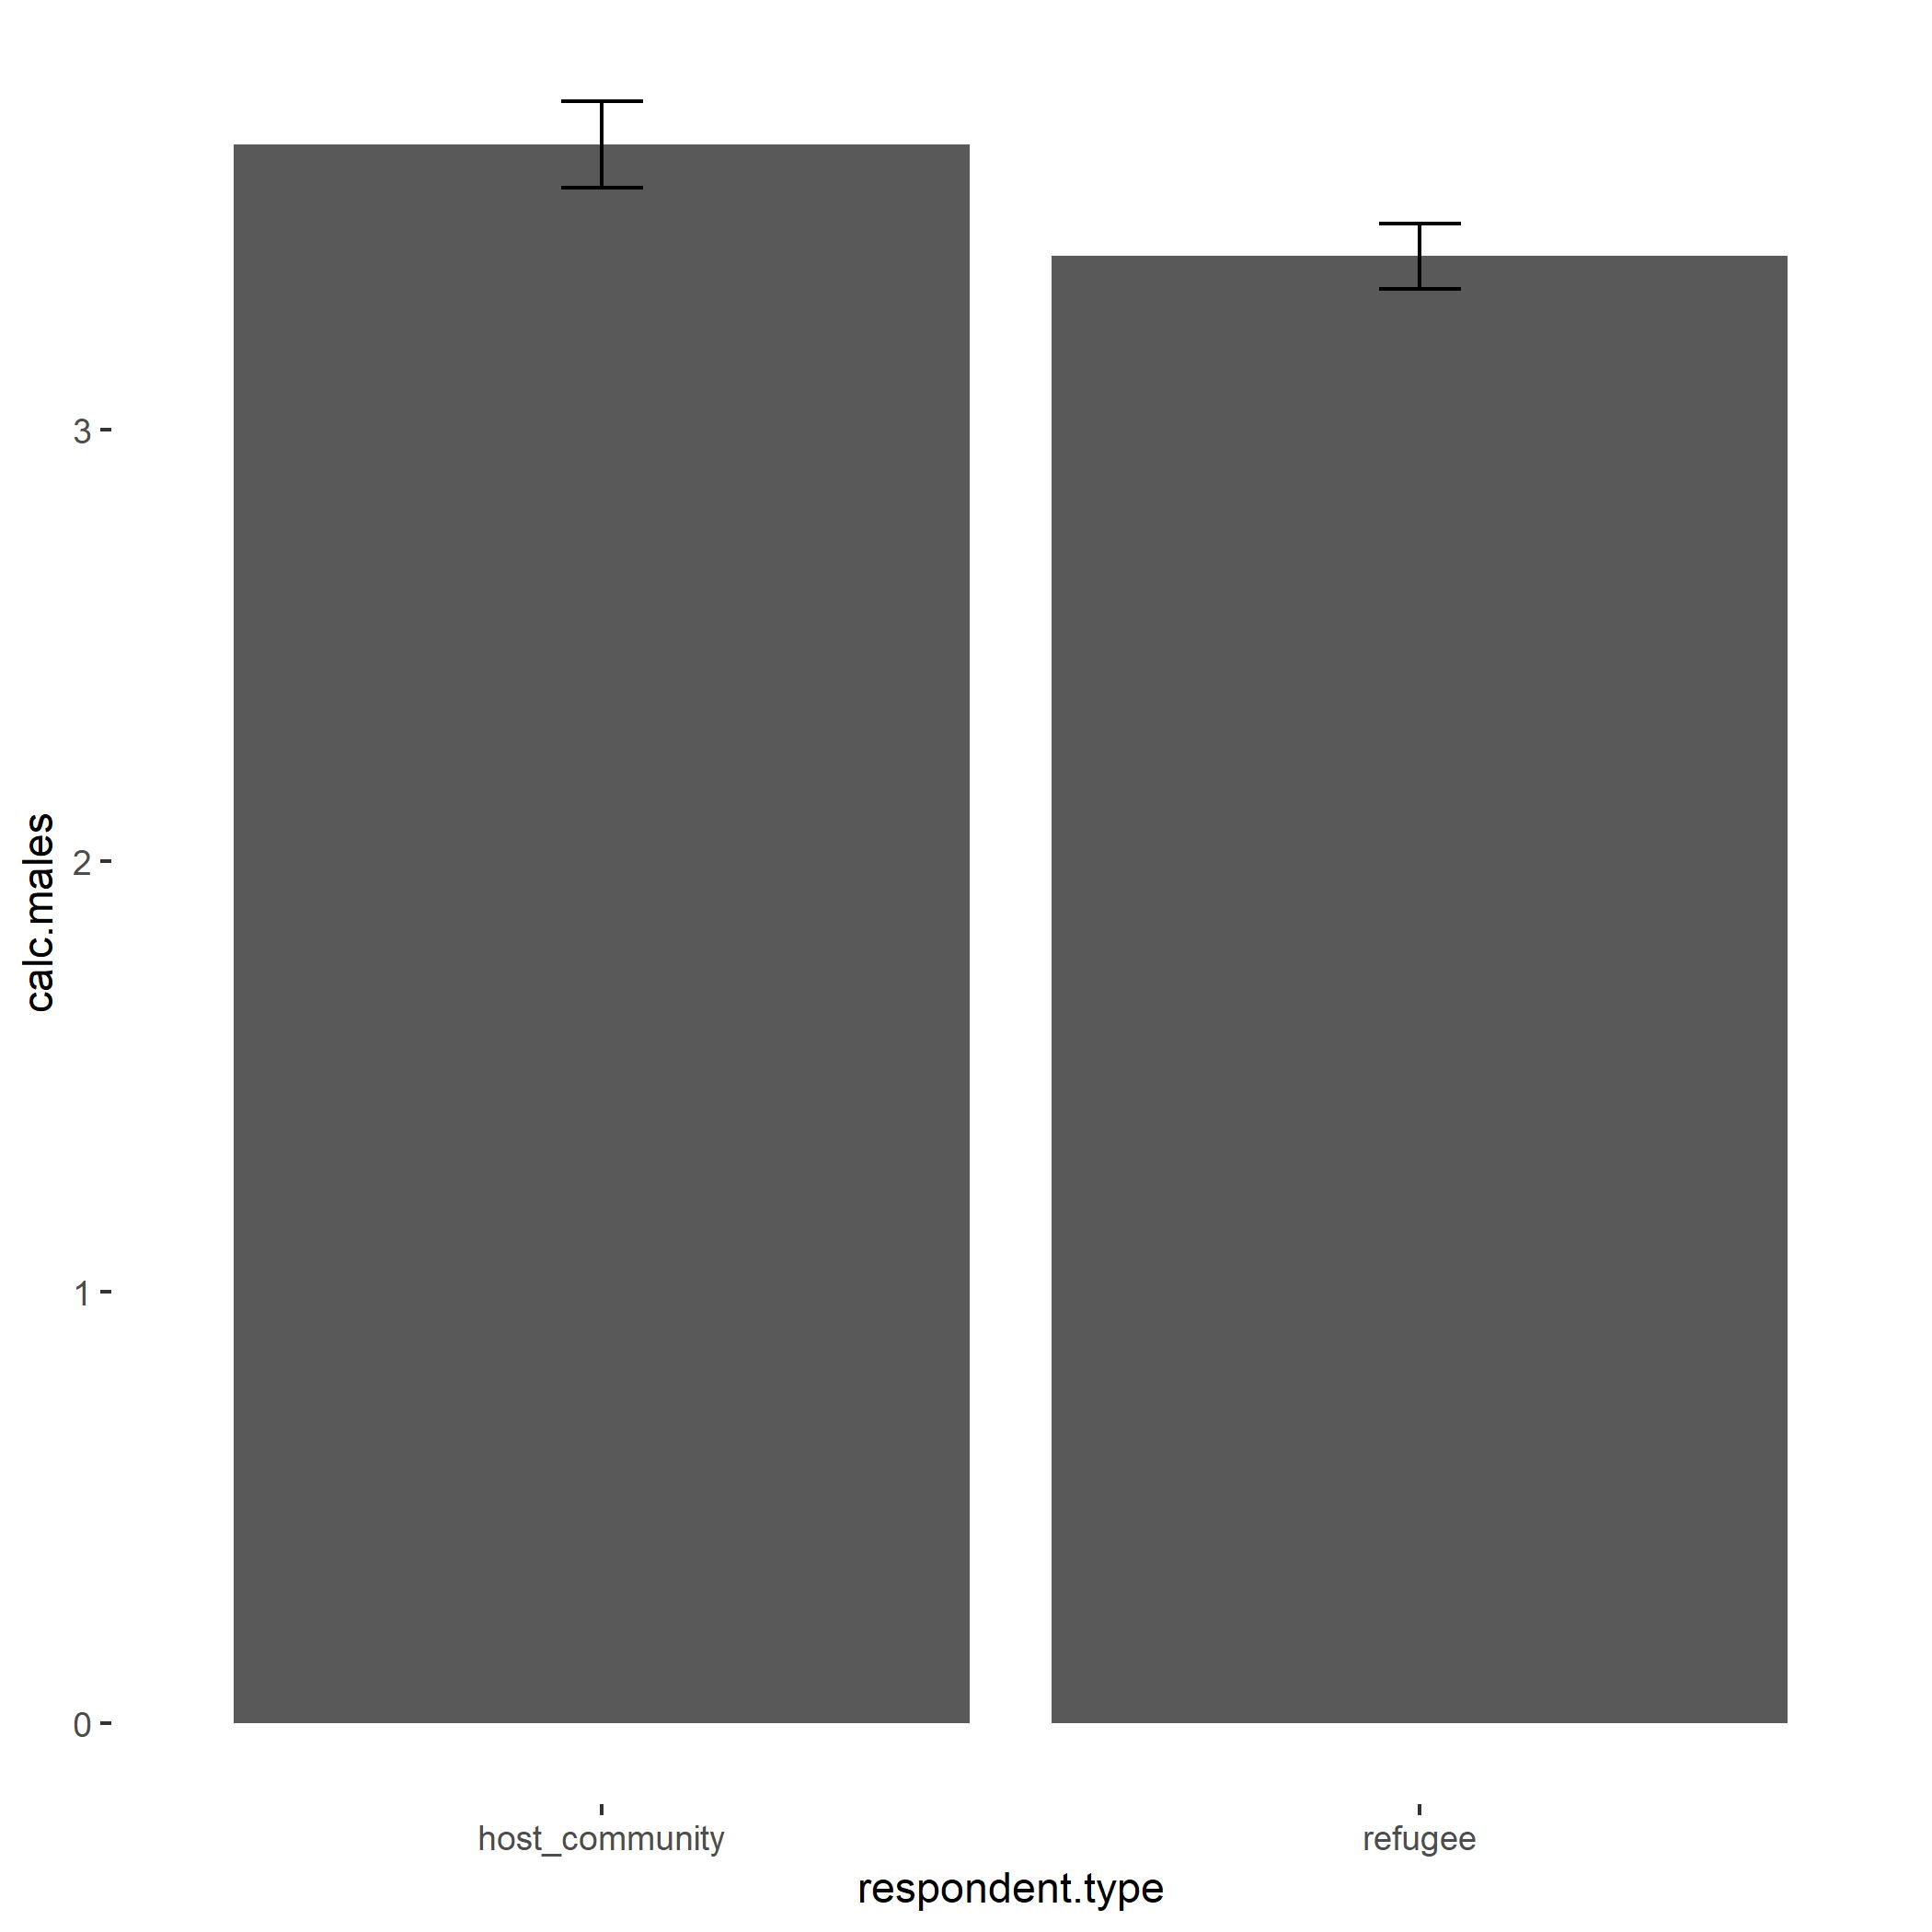 calc.males
3
2
1
0
host_community
refugee
respondent.type